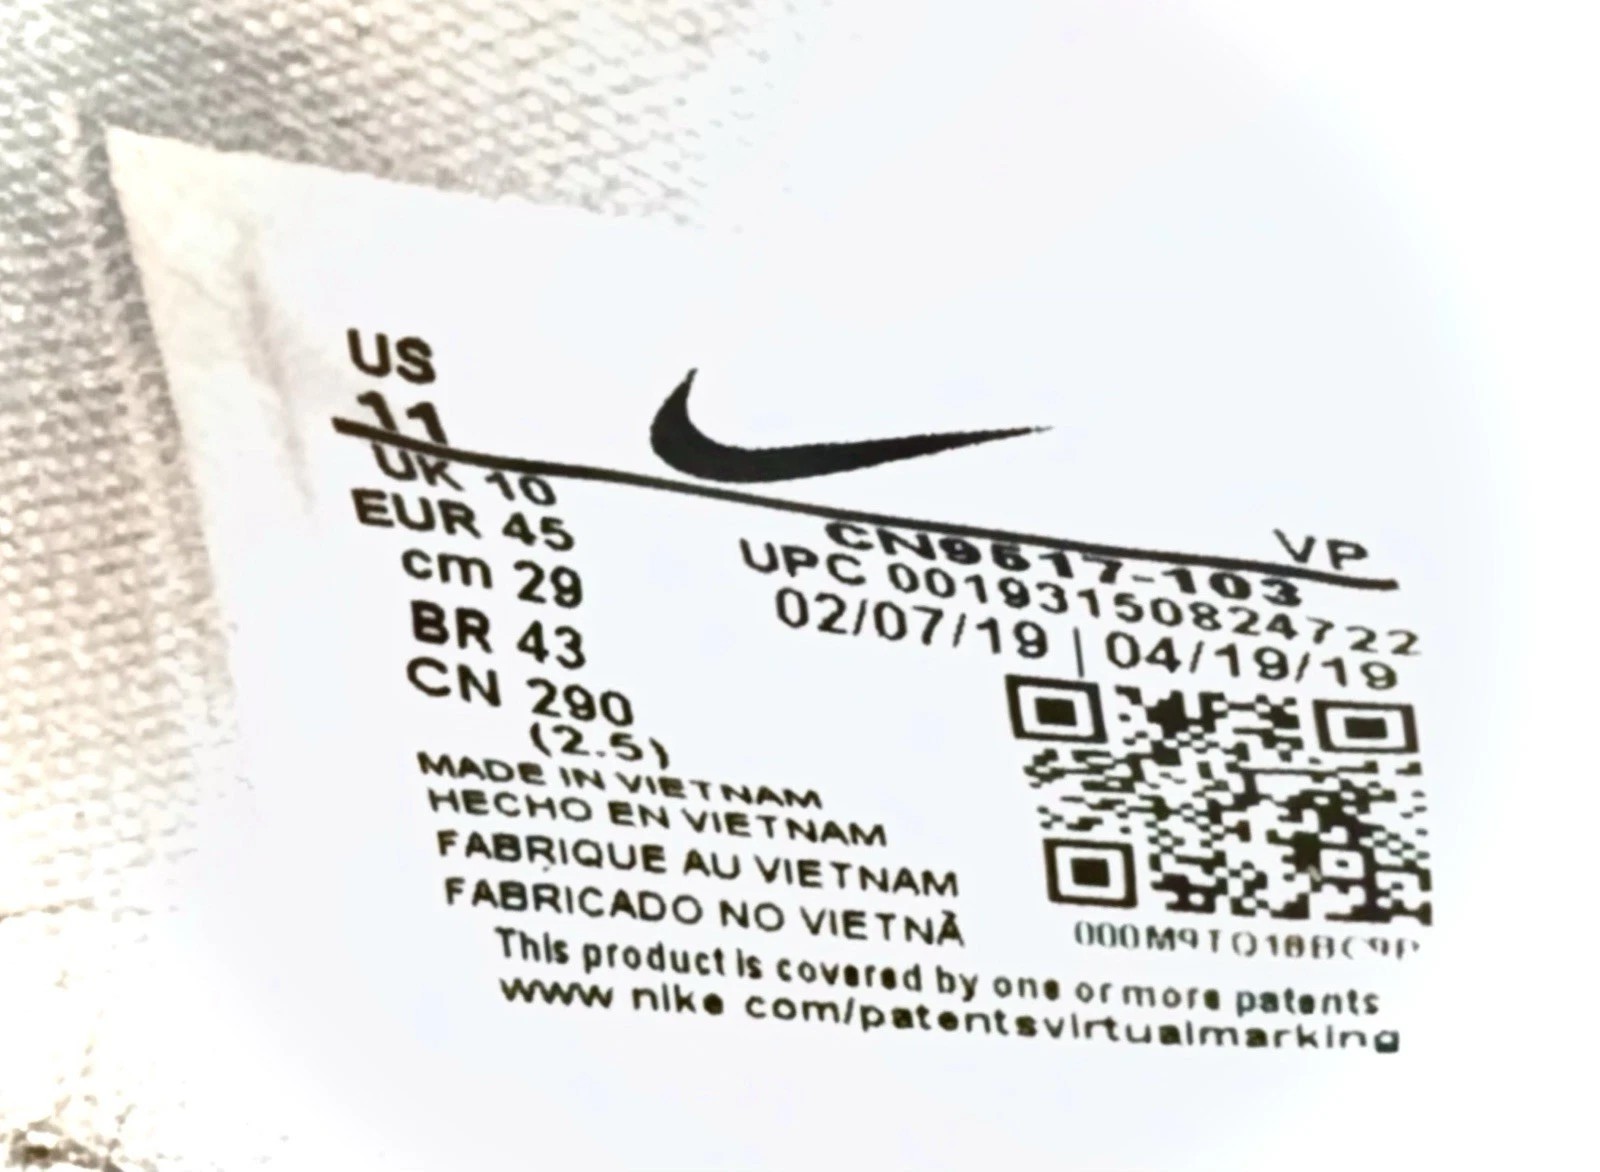 US
11
UK 10
EUR 45
cm 29
BR 43
CN 290
(2.5)
VP
CN9617-103
UPC 00193150824722
02/07/19 | 04/19/19
MADE IN VIETNAM
HECHO EN VIETNAM
FABRIQUE AU VIETNAM
FABRICADO NO VIETNÃ
This product is covered by one or more patents
www nike com/patentsvirtualmarking